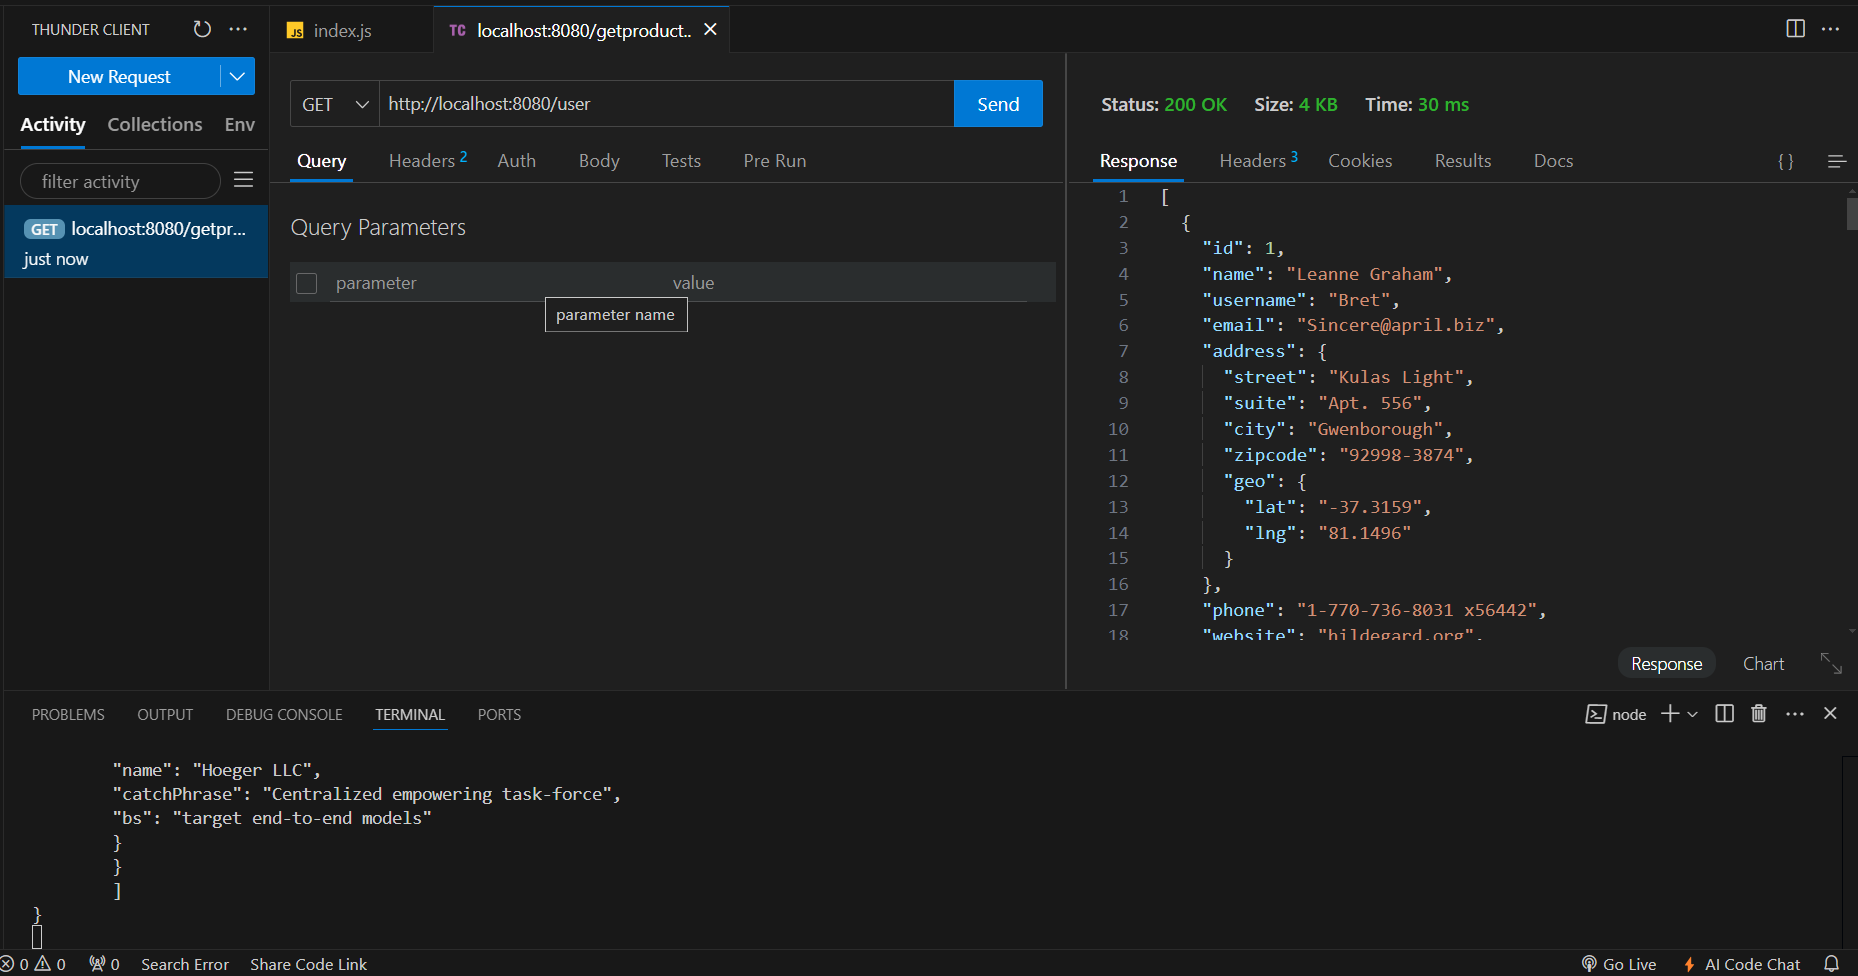 THUNDER CLIENT
New Request
Activity Collections Env
filter activity
GET localhost:8080/getpr...
just now
JS index.js
TC localhost:8080/getproduct..
GET http://localhost:8080/user Send
Query Headers 2 Auth Body Tests Pre Run
Query Parameters
parameter value
parameter name
Status: 200 OK Size: 4 KB Time: 30 ms
Response Headers 3 Cookies Results Docs { }
1 [
2 {
3 "id": 1,
4 "name": "Leanne Graham",
5 "username": "Bret",
6 "email": "Sincere@april.biz",
7 "address": {
8 "street": "Kulas Light",
9 "suite": "Apt. 556",
10 "city": "Gwenborough",
11 "zipcode": "92998-3874",
12 "geo": {
13 "lat": "-37.3159",
14 "lng": "81.1496"
15 }
16 },
17 "phone": "1-770-736-8031 x56442",
18 "website": "hildegard.org",
Response Chart
PROBLEMS OUTPUT DEBUG CONSOLE TERMINAL PORTS
node
"name": "Hoeger LLC",
"catchPhrase": "Centralized empowering task-force",
"bs": "target end-to-end models"
}
}
]
}
0 0 0 Search Error Share Code Link Go Live AI Code Chat